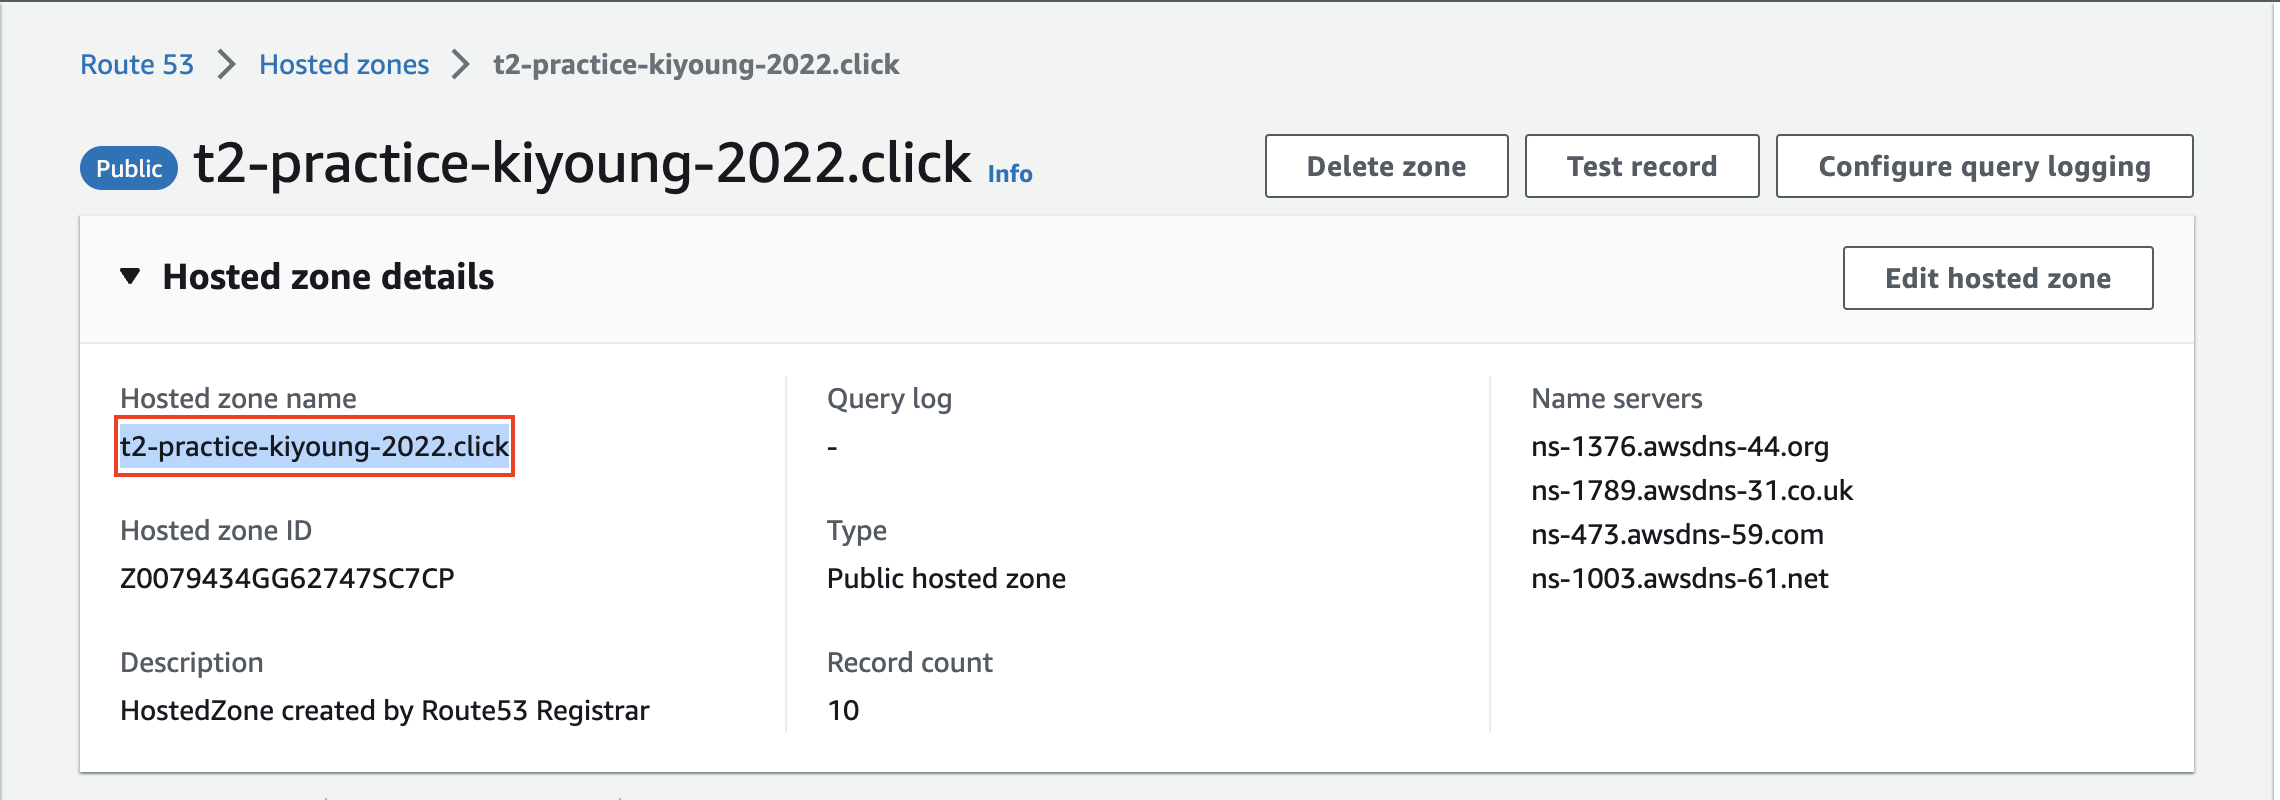 Route 53 > Hosted zones > t2-practice-kiyoung-2022.click
Public t2-practice-kiyoung-2022.click Info
Delete zone
Test record
Configure query logging
Hosted zone details
Edit hosted zone
Hosted zone name
t2-practice-kiyoung-2022.click
Hosted zone ID
Z0079434GG62747SC7CP
Description
HostedZone created by Route53 Registrar
Query log
-
Type
Public hosted zone
Record count
10
Name servers
ns-1376.awsdns-44.org
ns-1789.awsdns-31.co.uk
ns-473.awsdns-59.com
ns-1003.awsdns-61.net